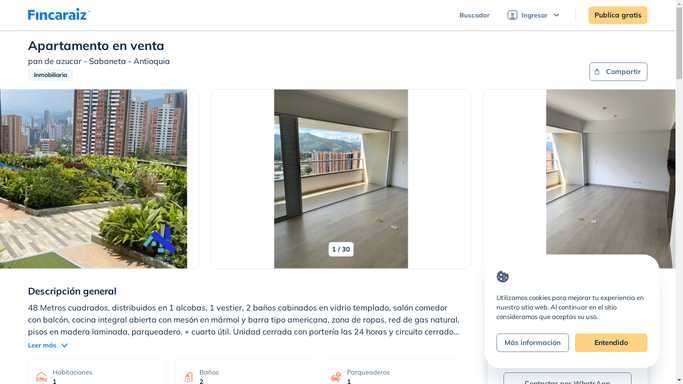 Fincaraiz
Buscador
Ingresar
Publica gratis
Apartamento en venta
pan de azucar - Sabaneta - Antioquia
Inmobiliaria
Compartir
1 / 30
Descripción general
48 Metros cuadrados, distribuidos en 1 alcobas, 1 vestier, 2 baños cabinados en vidrio templado, salón comedor
con balcón, cocina integral abierta con mesón en mármol y barra tipo americana, zona de ropas, red de gas natural,
pisos en madera laminada, parqueadero, + cuarto útil. Unidad cerrada con portería las 24 horas y circuito cerrado...
Leer más
Habitaciones
1
Baños
2
Parqueaderos
1
Utilizamos cookies para mejorar tu experiencia en
nuestro sitio web. Al continuar en el sitio
consideramos que aceptas su uso.
Más información
Entendido
Contactar por WhatsApp